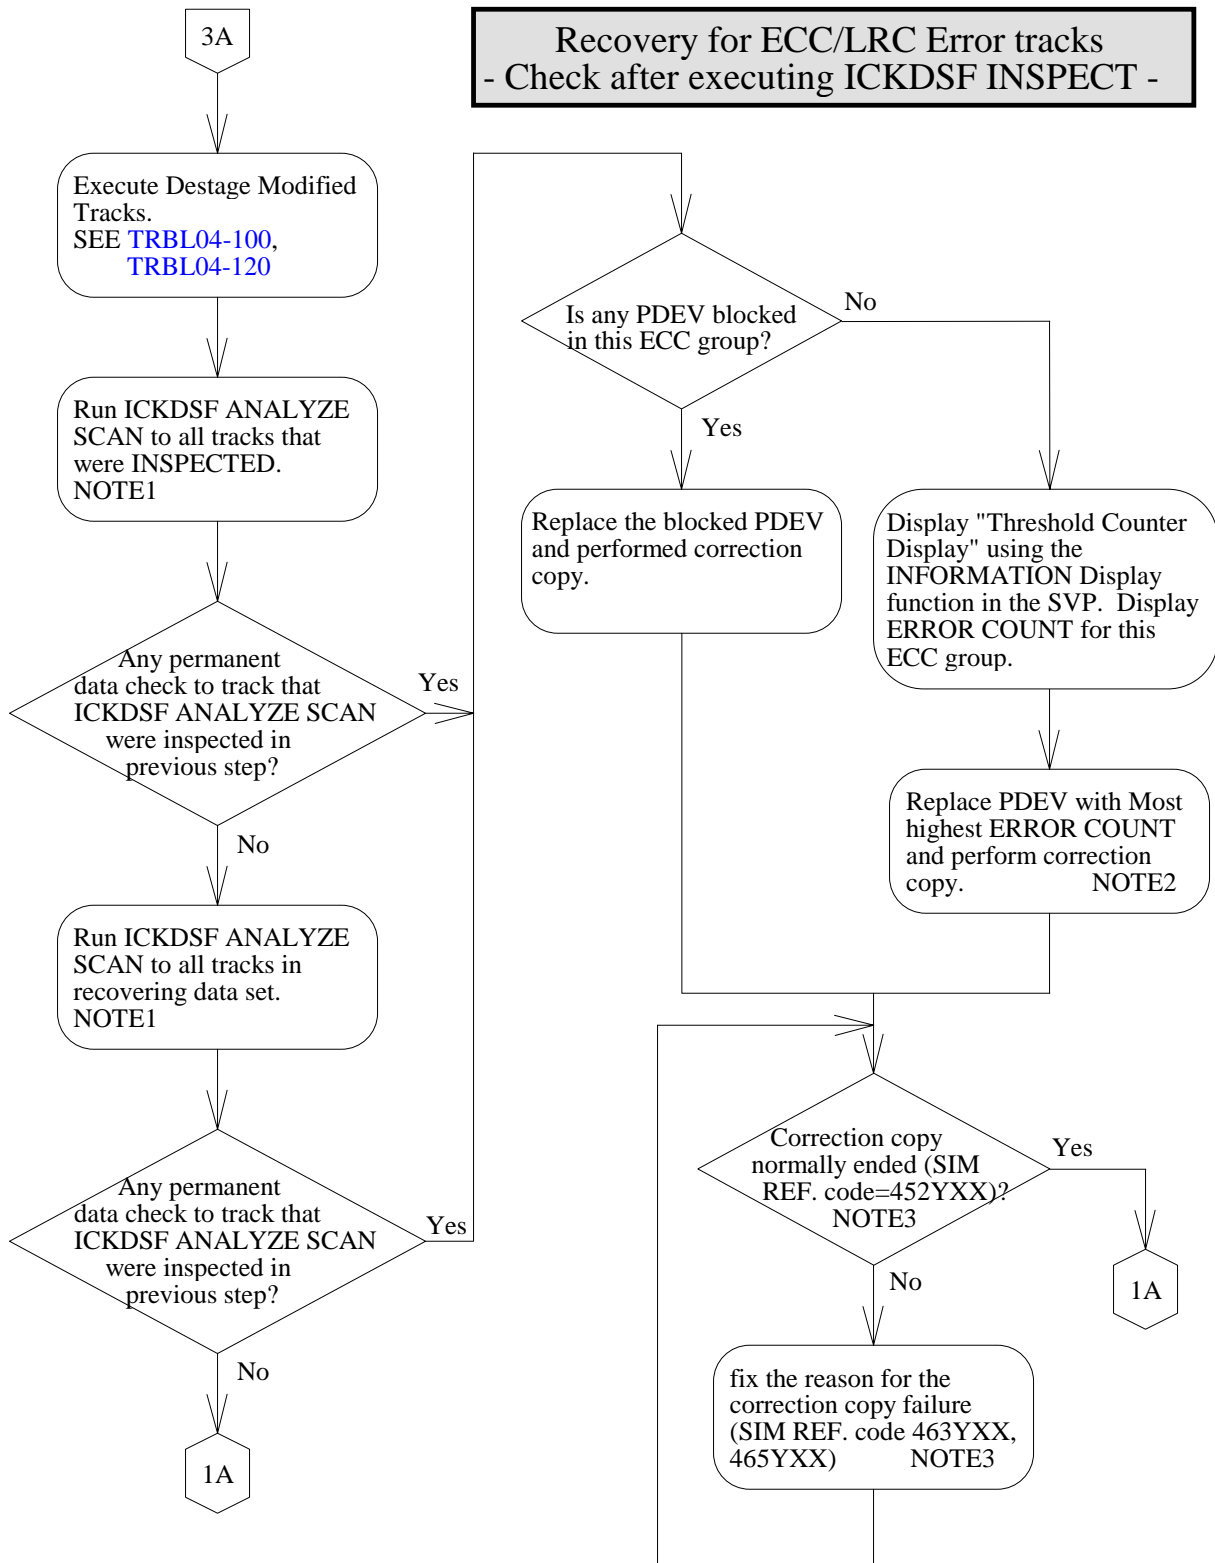 3A
Recovery for ECC/LRC Error tracks
- Check after executing ICKDSF INSPECT -
Execute Destage Modified
Tracks.
SEE TRBL04-100,
TRBL04-120
Run ICKDSF ANALYZE
SCAN to all tracks that
were INSPECTED.
NOTE1
Any permanent
data check to track that
ICKDSF ANALYZE SCAN
were inspected in
previous step?
Yes
No
Run ICKDSF ANALYZE
SCAN to all tracks in
recovering data set.
NOTE1
Any permanent
data check to track that
ICKDSF ANALYZE SCAN
were inspected in
previous step?
Yes
No
1A
Is any PDEV blocked
in this ECC group?
No
Yes
Replace the blocked PDEV
and performed correction
copy.
Display "Threshold Counter
Display" using the
INFORMATION Display
function in the SVP.  Display
ERROR COUNT for this
ECC group.
Replace PDEV with Most
highest ERROR COUNT
and perform correction
copy. NOTE2
Correction copy
normally ended (SIM
REF. code=452YXX)?
NOTE3
Yes
No
1A
fix the reason for the
correction copy failure
(SIM REF. code 463YXX,
465YXX) NOTE3